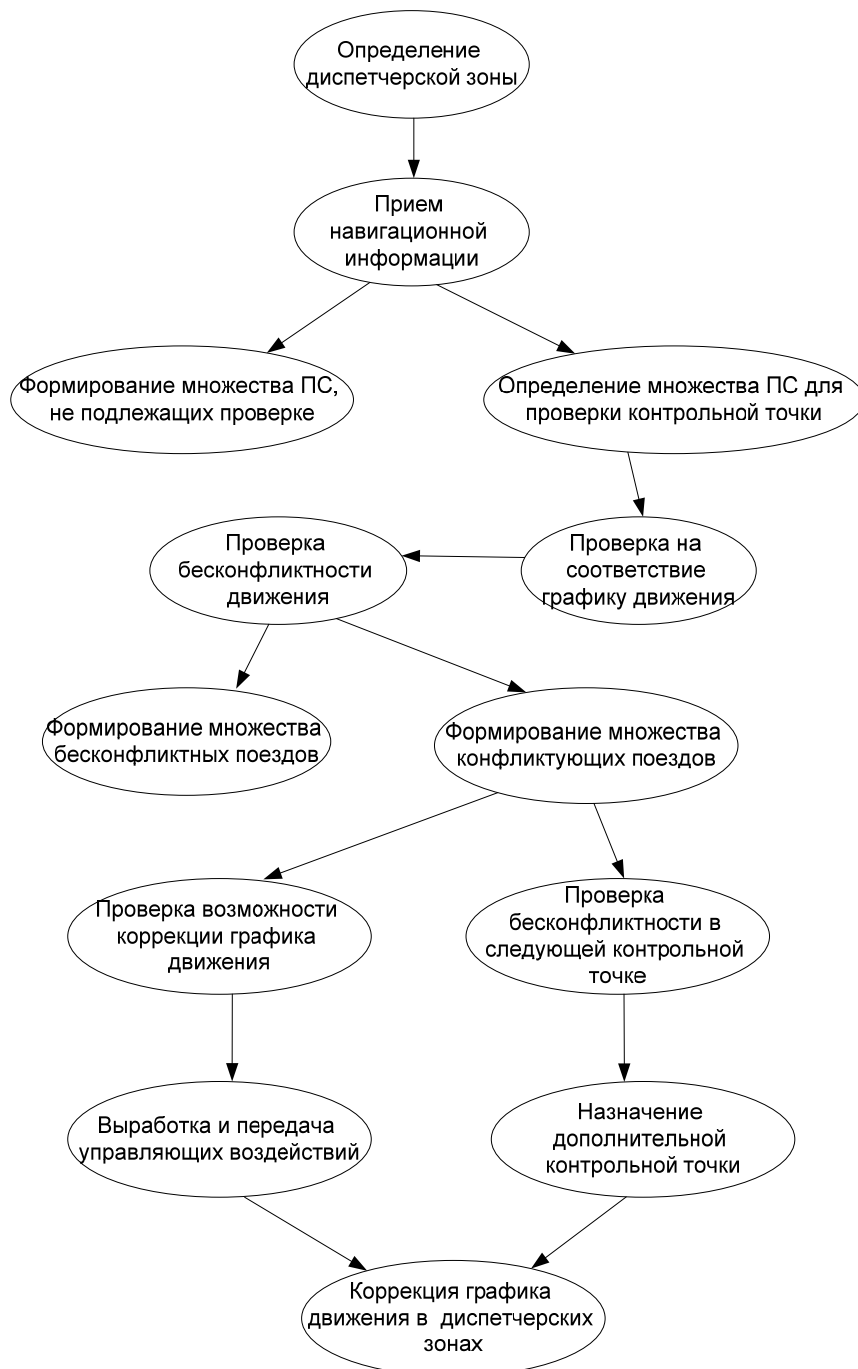 Определение
диспетчерской зоны
Прием
навигационной
информации
Формирование множества ПС,
не подлежащих проверке
Определение множества ПС для
проверки контрольной точки
Проверка
бесконфликтности
движения
Проверка на
соответствие
графику движения
Формирование множества
бесконфликтных поездов
Формирование множества
конфликтующих поездов
Проверка возможности
коррекции графика
движения
Проверка
бесконфликтности в
следующей контрольной
точке
Выработка и передача
управляющих воздействий
Назначение
дополнительной
контрольной точки
Коррекция графика
движения в диспетчерских
зонах